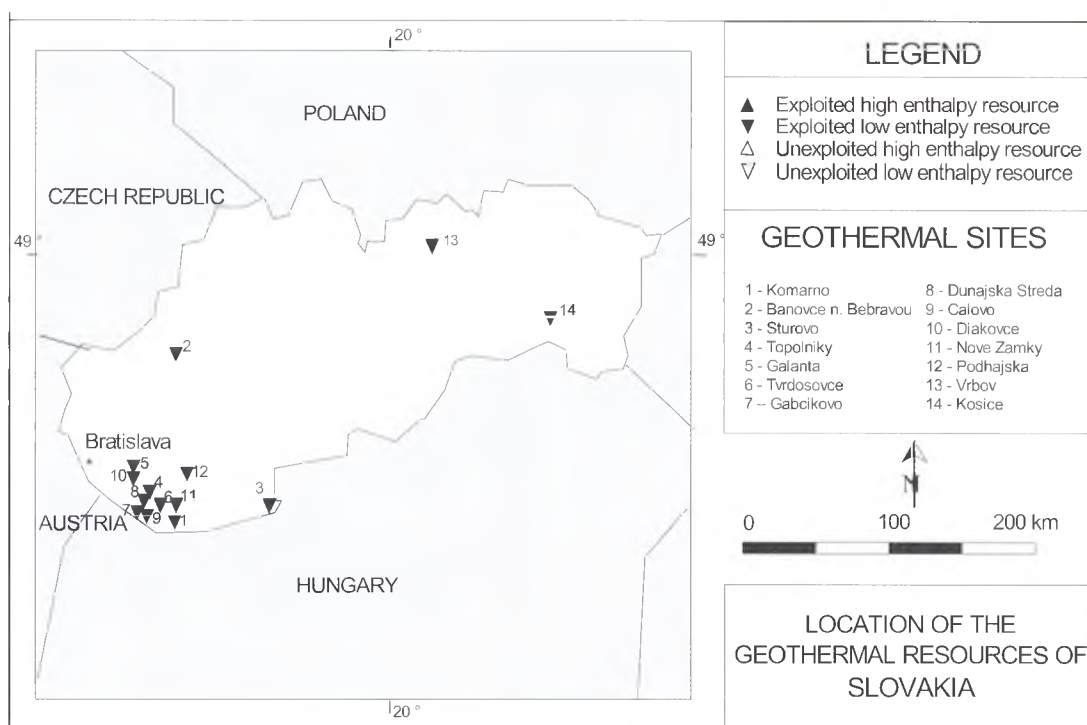 20°
POLAND
CZECH REPUBLIC
49
49°
13
14
2
Bratislava
5
10
12
4
8
6
11
7
9
1
3
AUSTRIA
HUNGARY
20°
LEGEND
Exploited high enthalpy resource
Exploited low enthalpy resource
Unexploited high enthalpy resource
Unexploited low enthalpy resource
GEOTHERMAL SITES
1 - Komarno
2 - Banovce n. Bebravou
3 - Sturovo
4 - Topolniky
5 - Galanta
6 - Tvrdosovce
7 – Gabcikovo
8 - Dunajska Streda
9 - Calovo
10 - Diakovce
11 - Nove Zamky
12 - Podhajska
13 - Vrbov
14 - Kosice
N
0 100 200 km
LOCATION OF THE
GEOTHERMAL RESOURCES OF
SLOVAKIA